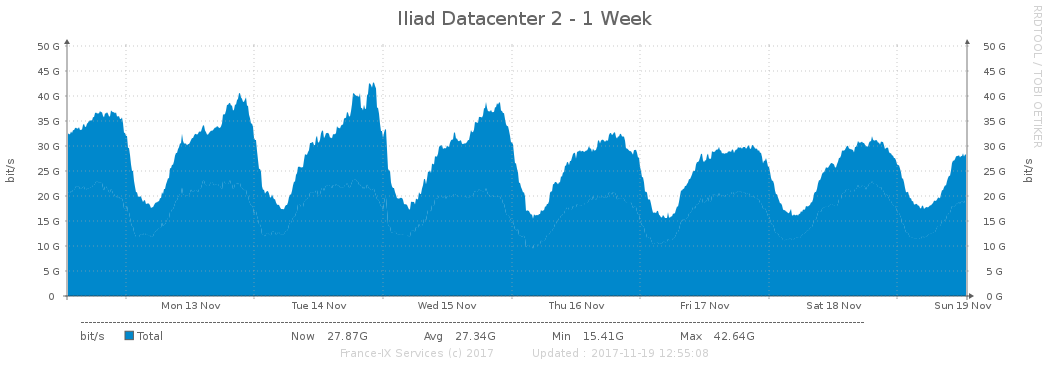 Iliad Datacenter 2 - 1 Week
RRDTOOL / TOBI OETIKER
50 G 50 G
45 G 45 G
40 G 40 G
35 G 35 G
30 G 30 G
25 G 25 G
20 G 20 G
15 G 15 G
10 G 10 G
5 G 5 G
0 0 G
bit/s bit/s
Mon 13 Nov Tue 14 Nov Wed 15 Nov Thu 16 Nov Fri 17 Nov Sat 18 Nov Sun 19 Nov
bit/s Total Now 27.87G Avg 27.34G Min 15.41G Max 42.64G
France-IX Services (c) 2017 Updated : 2017-11-19 12:55:08